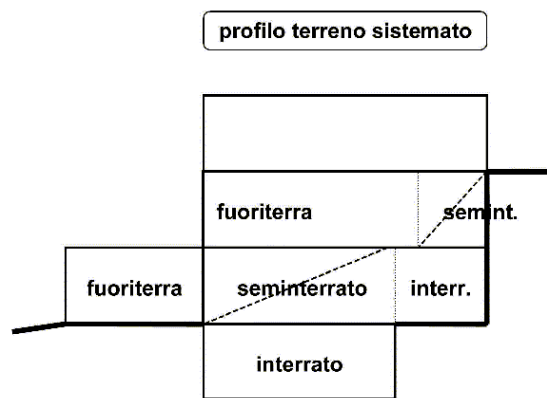 profilo terreno sistemato
fuoriterra
semint.
fuoriterra
seminterrato
interr.
interrato